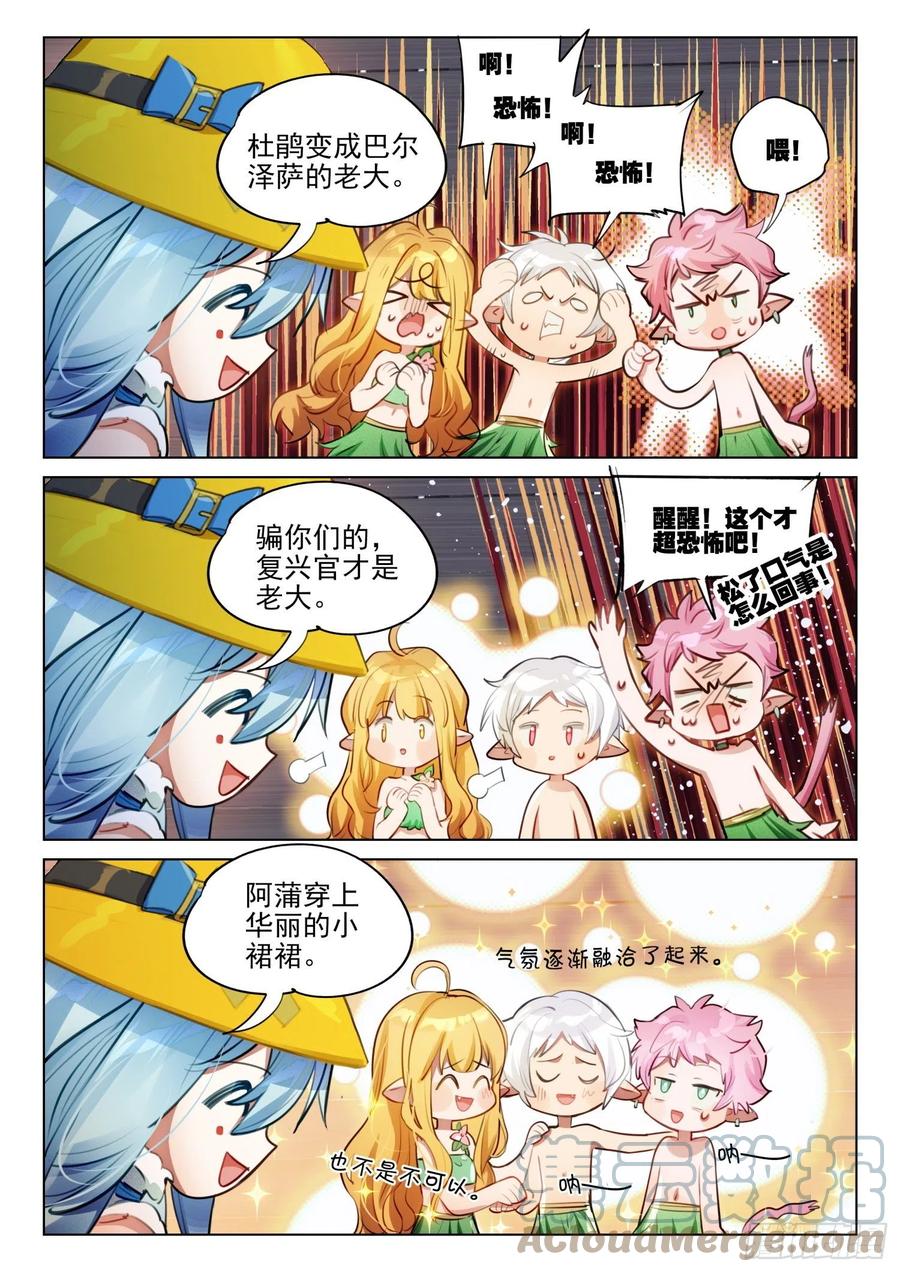 杜鹃变成巴尔
泽萨的老大。
啊！
恐怖！
啊！
恐怖！
喂！
骗你们的，
复兴官才是
老大。
醒醒！这个才
超恐怖吧！
松了口气是
怎么回事！
阿蒲穿上
华丽的小
裙裙。
气氛逐渐融洽了起来。
也不是不可以。
呐——
呐——
集云数据
AcloudMerge.com